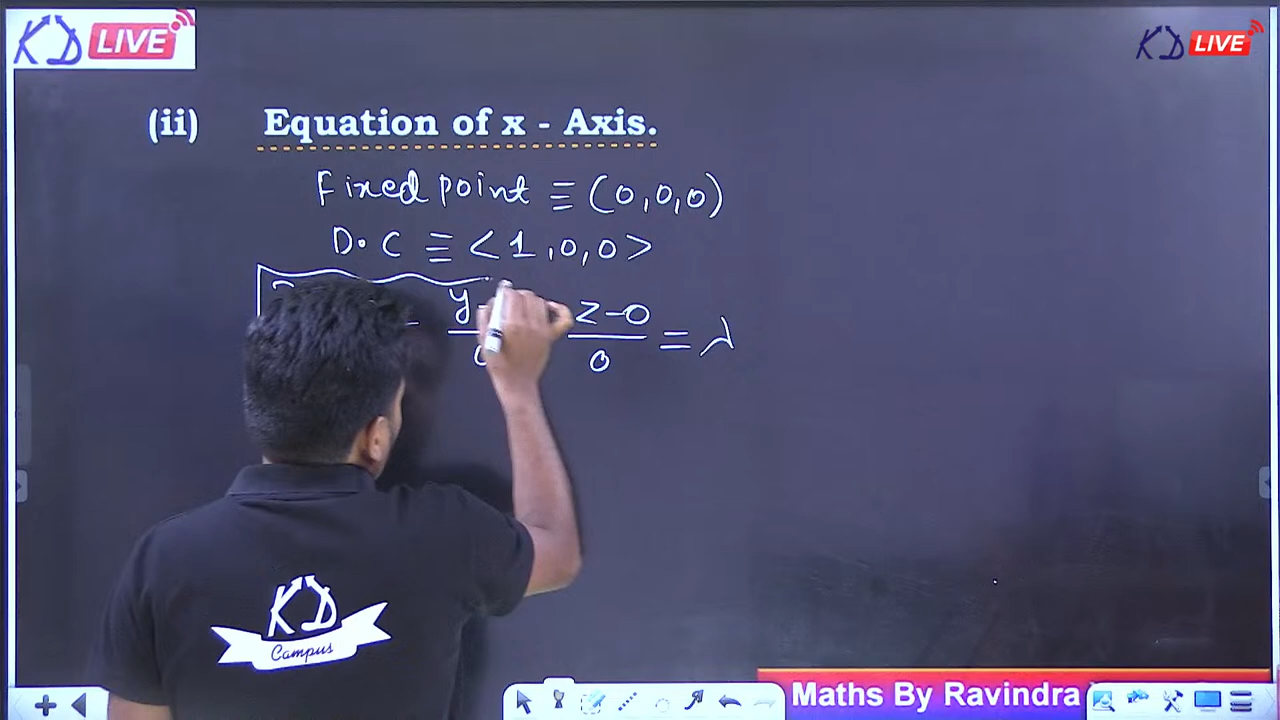 KD LIVE
KD LIVE
(ii) Equation of x - Axis.
Fixed point ≡ (0,0,0)
D.C ≡ <1,0,0>
y z-0 = λ
0
KD
Campus
Maths By Ravindra